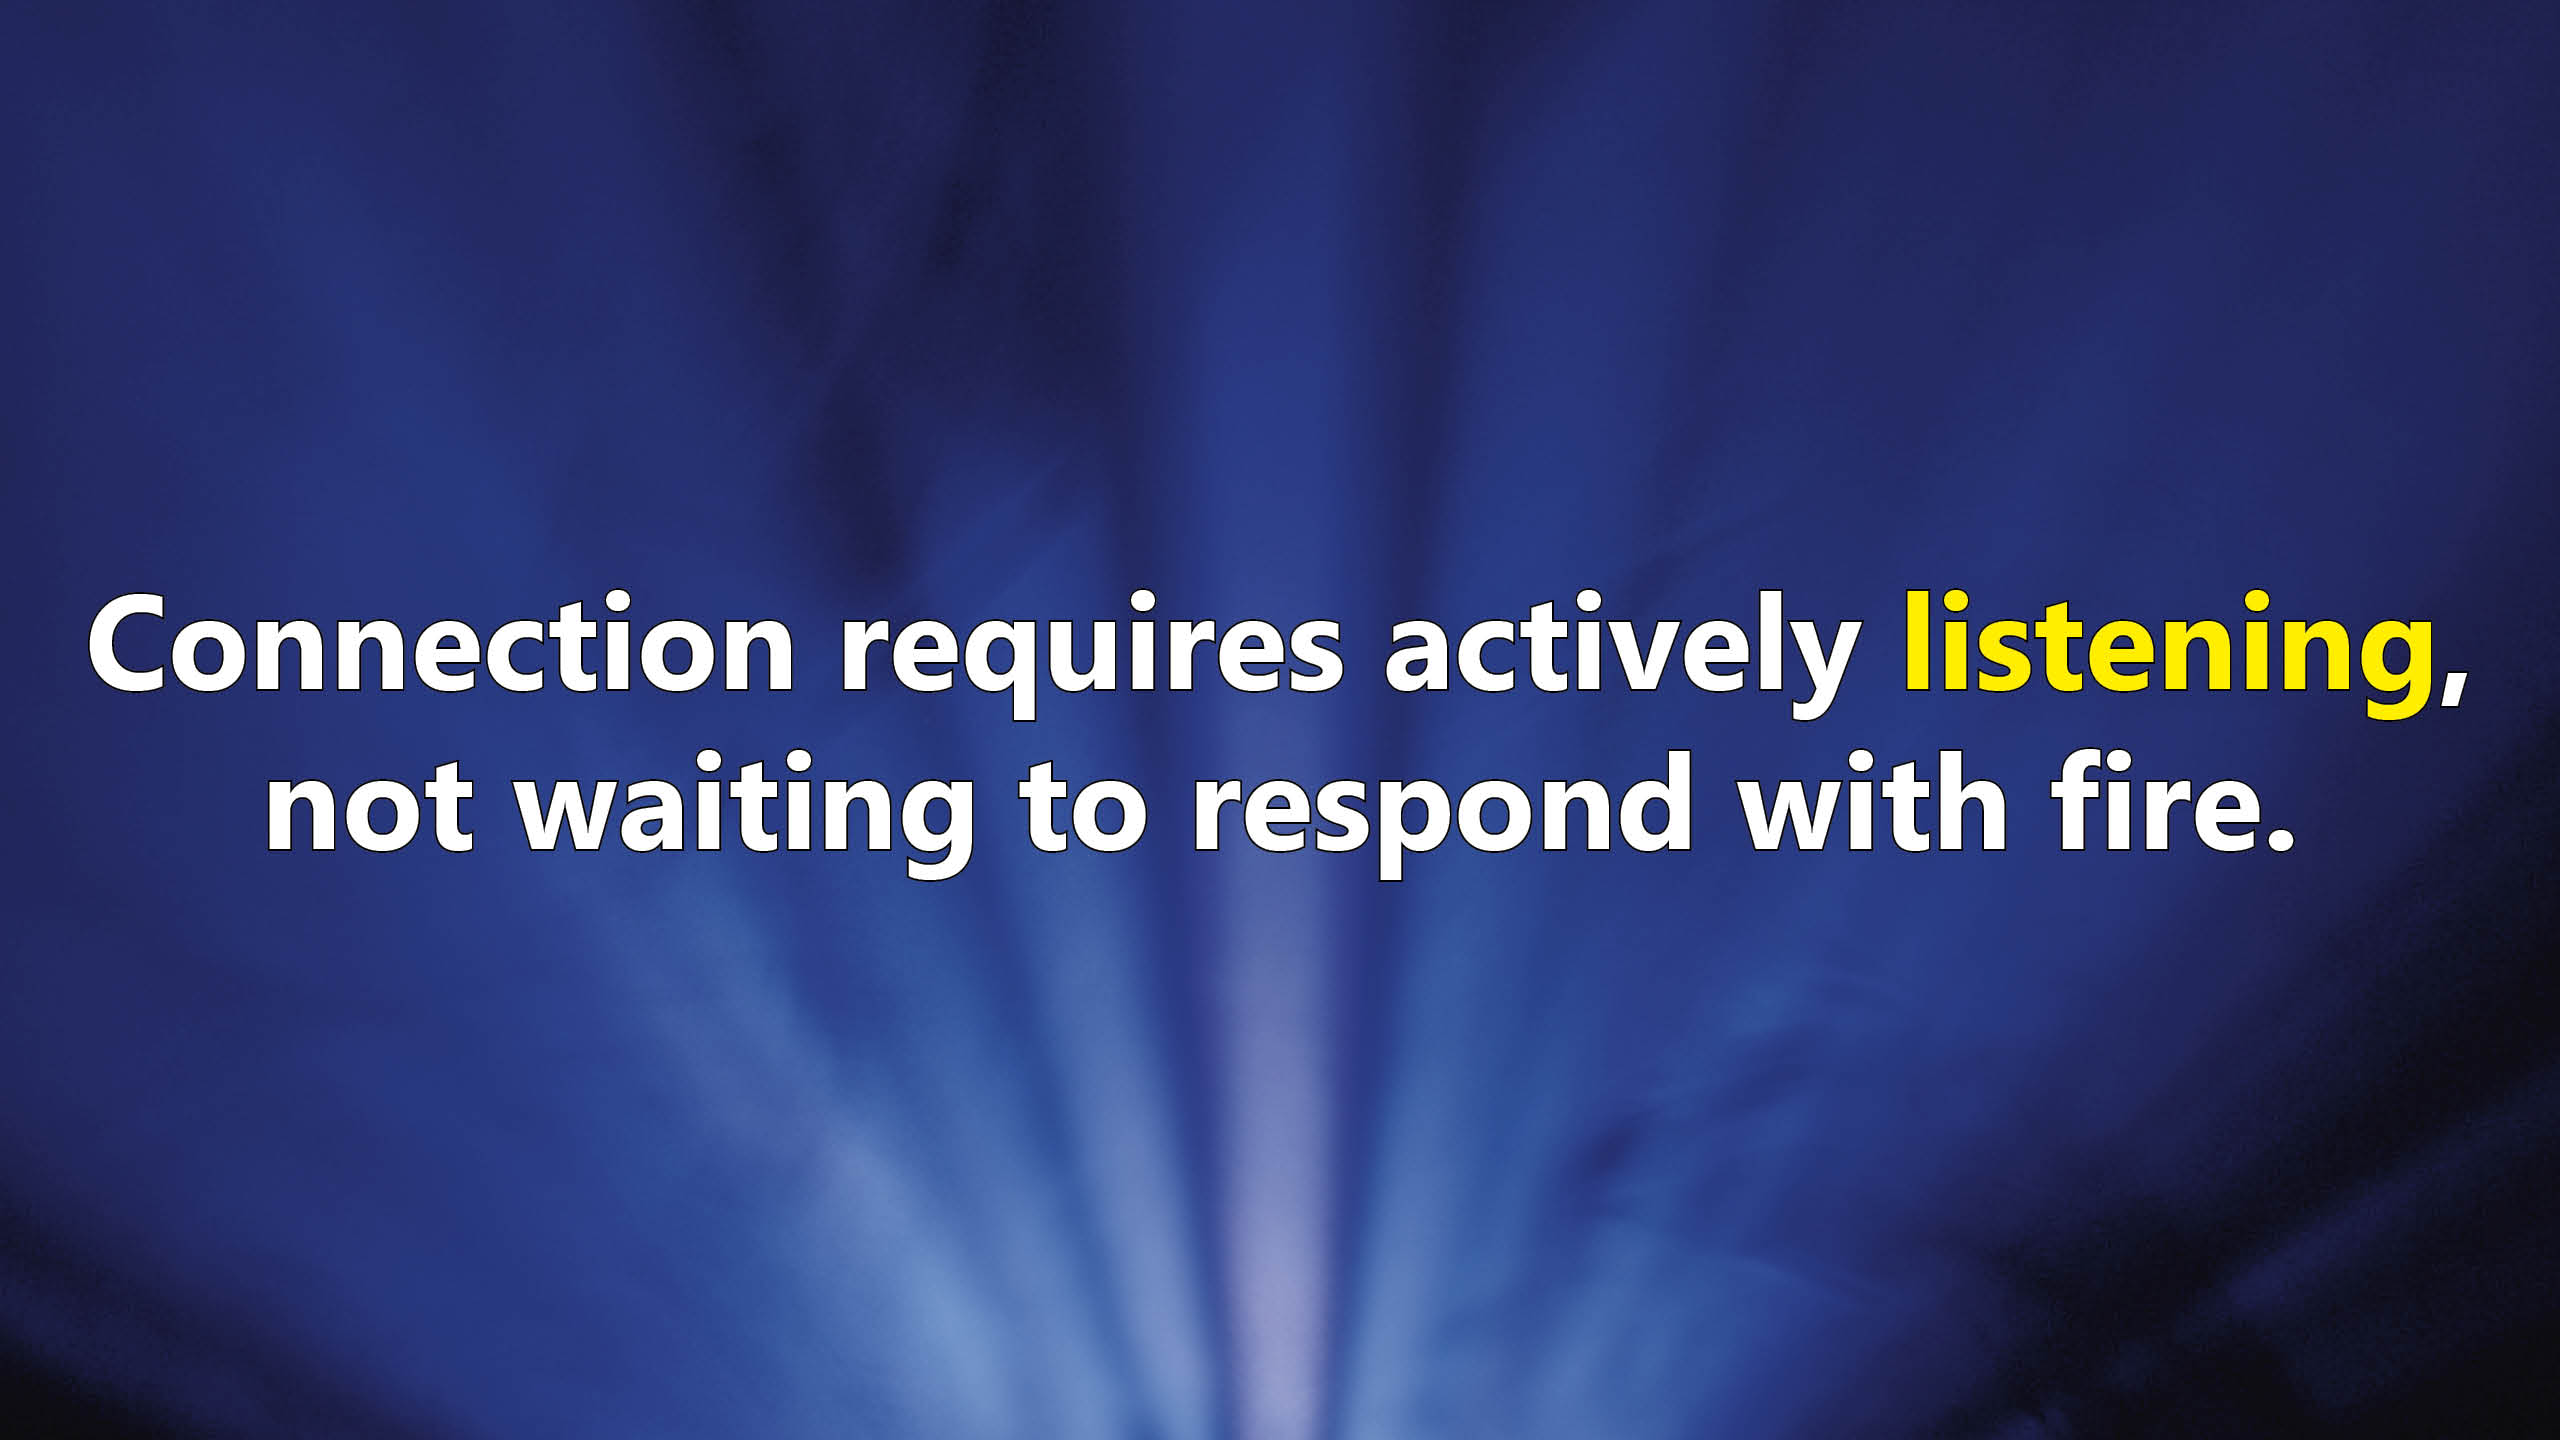 Connection requires actively listening,
not waiting to respond with fire.